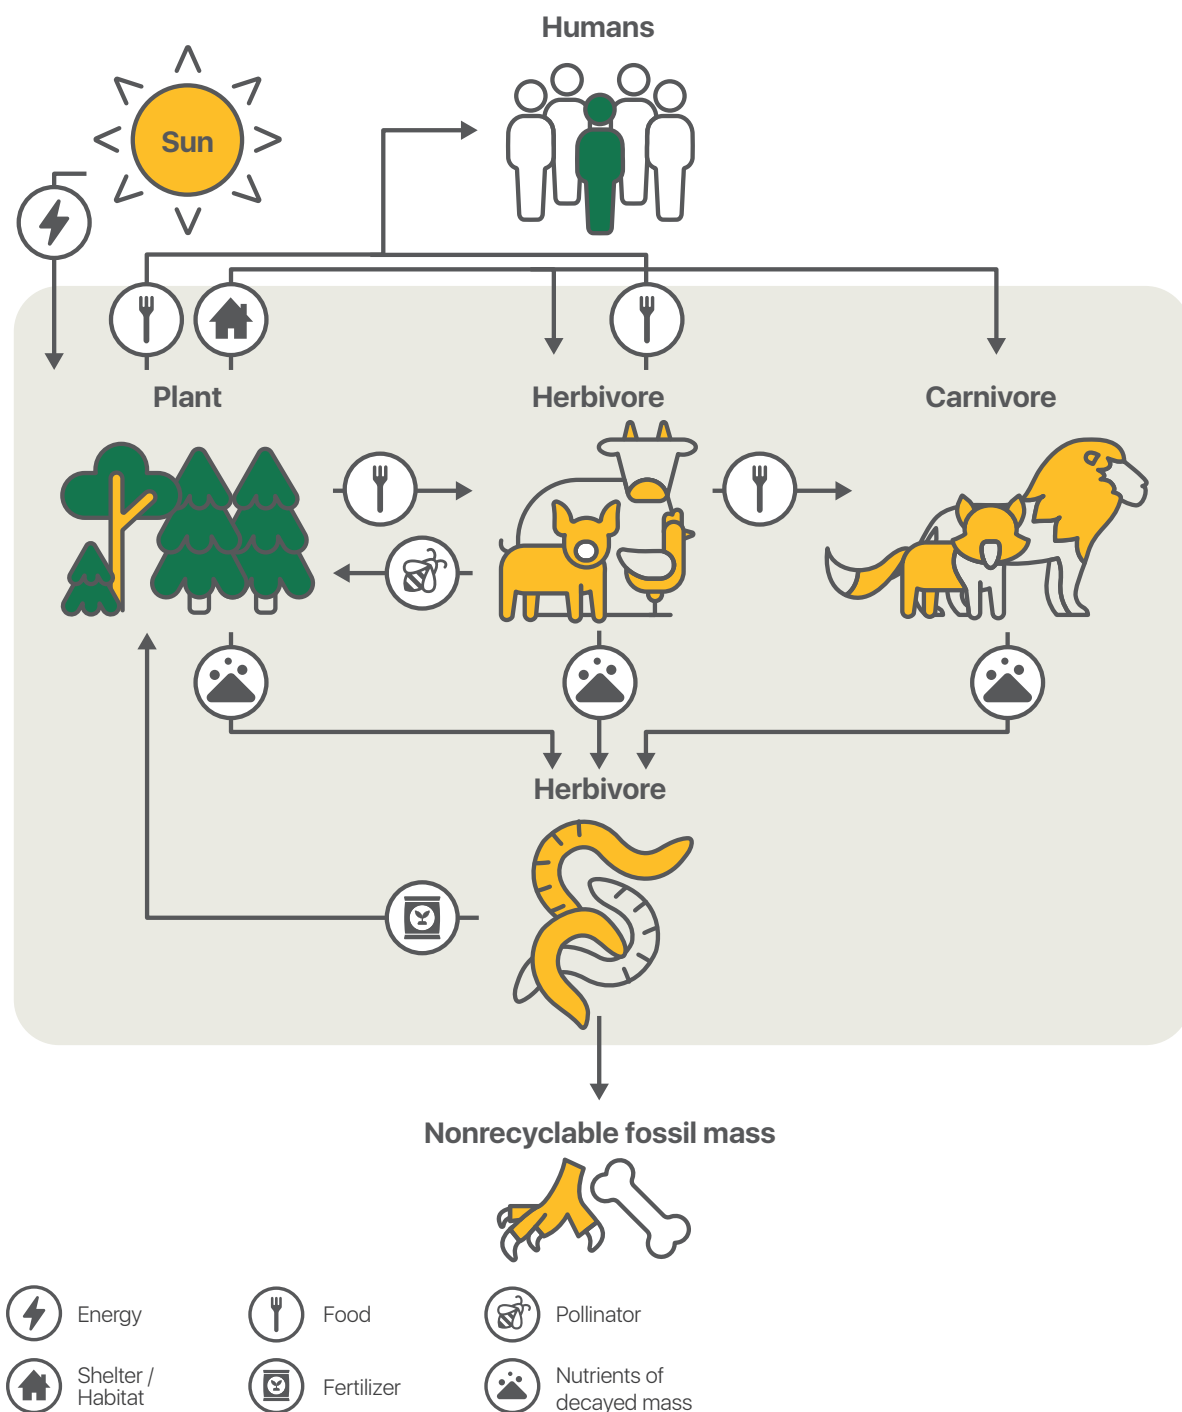 Humans
Sun
Plant
Herbivore
Carnivore
Herbivore
Nonrecyclable fossil mass
Energy
Food
Pollinator
Shelter /
Habitat
Fertilizer
Nutrients of
decayed mass